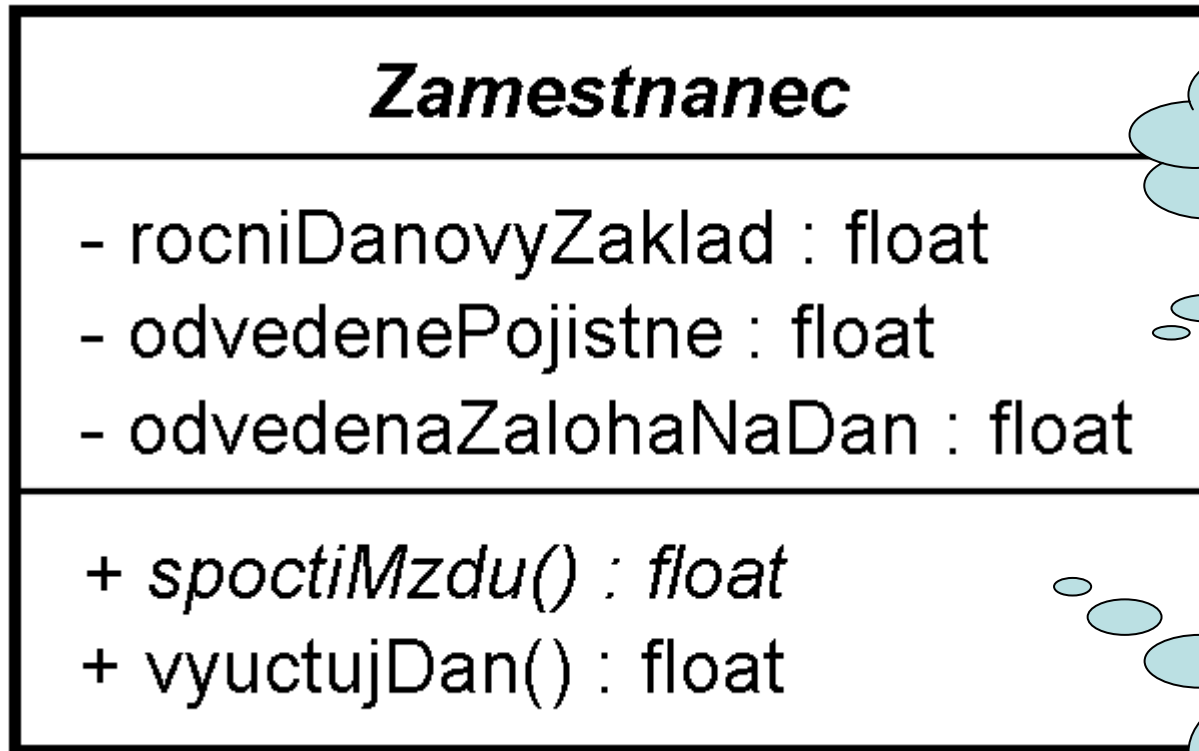 Zamestnanec
- rocniDanovyZaklad : float
- odvedenePojistne : float
- odvedenaZalohaNaDan : float
+ spoctiMzdu() : float
+ vyuctujDan() : float